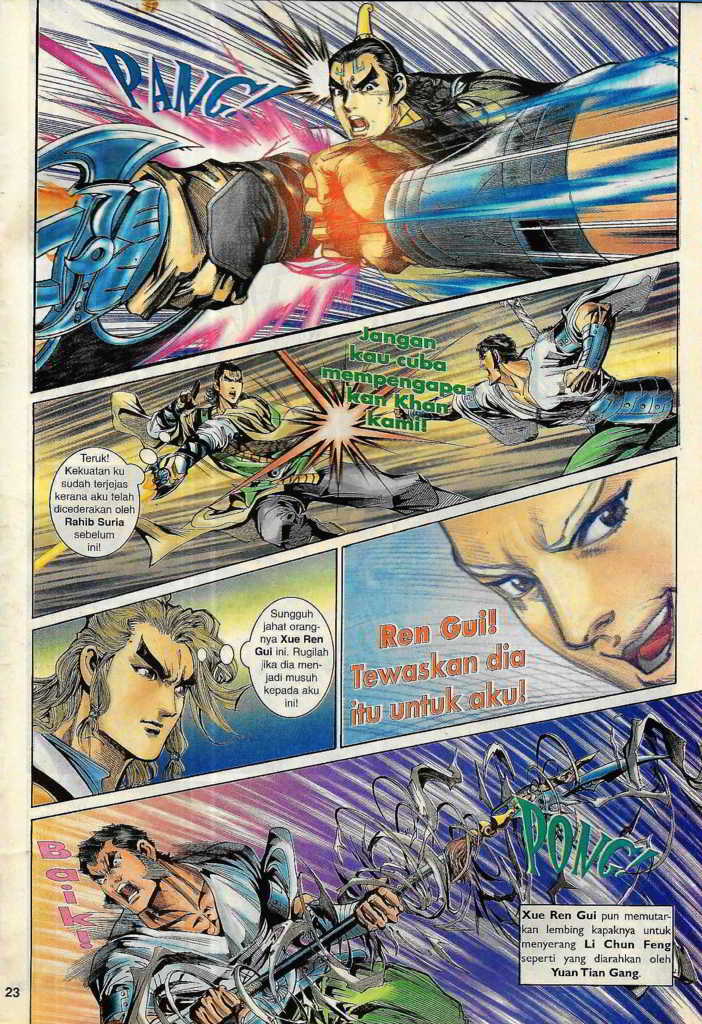 PANG!
Jangan
kau cuba
mempengapa-
kan Khan
kami!
Teruk!
Kekuatan ku
sudah terjejas
kerana aku telah
dicederakan oleh
Rahib Suria
sebelum
ini!
Sungguh
jahat orang-
nya Xue Ren
Gui ini. Rugilah
jika dia men-
jadi musuh
kepada aku
ini!
Ren Gui!
Tewaskan dia
itu untuk aku!
Baik!
PONG!
Xue Ren Gui pun memutar-
kan lembing kapaknya untuk
menyerang Li Chun Feng
seperti yang diarahkan oleh
Yuan Tian Gang.
23